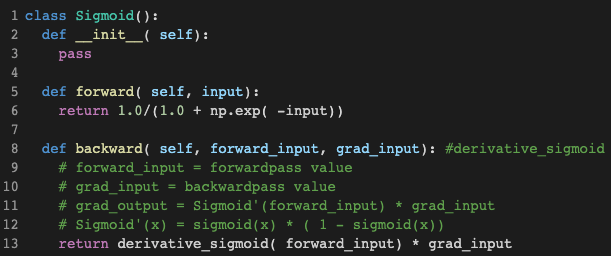 1 class Sigmoid():
2   def __init__( self):
3     pass
4
5   def forward( self, input):
6     return 1.0/(1.0 + np.exp( -input))
7
8   def backward( self, forward_input, grad_input): #derivative_sigmoid
9     # forward_input = forwardpass value
10     # grad_input = backwardpass value
11     # grad_output = Sigmoid'(forward_input) * grad_input
12     # Sigmoid'(x) = sigmoid(x) * ( 1 - sigmoid(x))
13     return derivative_sigmoid( forward_input) * grad_input